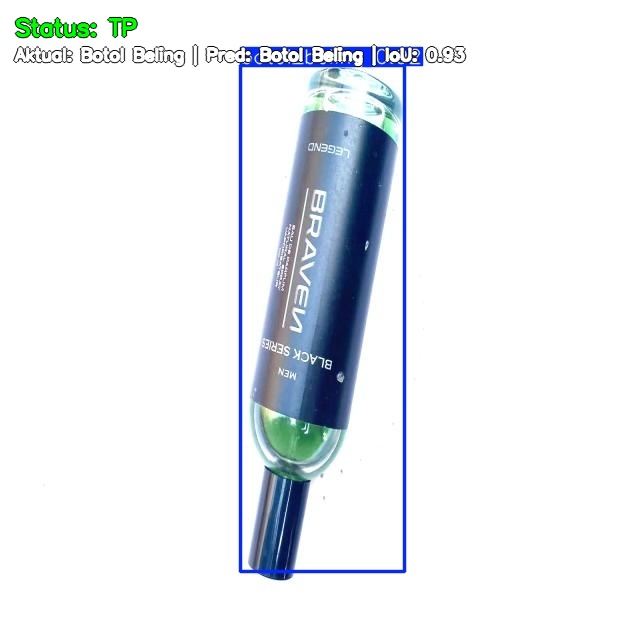 Status: TP
Aktual: Botol Beling | Pred: Botol Beling | IoU: 0.93
LEGEND
BRAVEN
BLACK SERIES
MEN